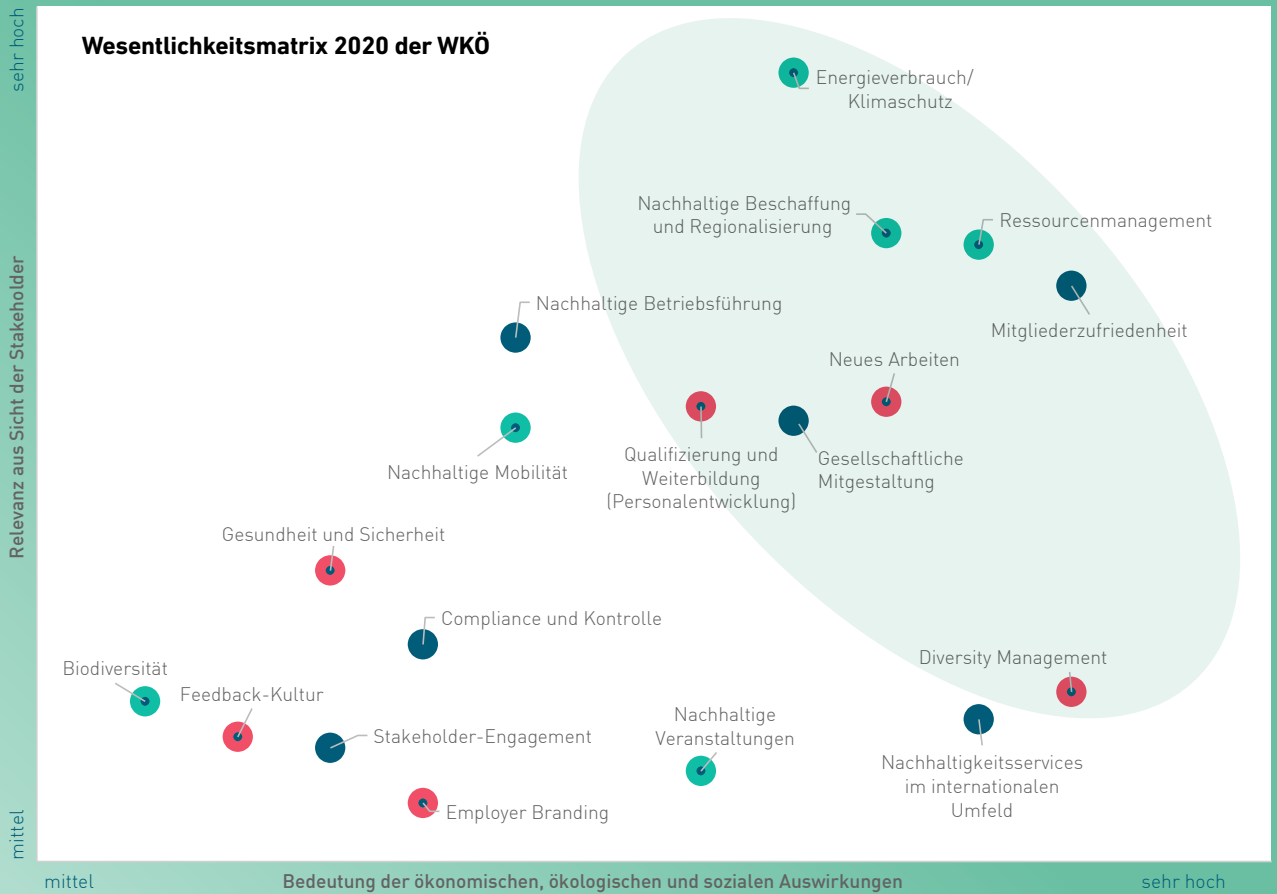 Wesentlichkeitsmatrix 2020 der WKÖ
sehr hoch
Relevanz aus Sicht der Stakeholder
mittel
Energieverbrauch/
Klimaschutz
Nachhaltige Beschaffung
und Regionalisierung
Ressourcenmanagement
Nachhaltige Betriebsführung
Mitgliederzufriedenheit
Neues Arbeiten
Nachhaltige Mobilität
Qualifizierung und
Weiterbildung
(Personalentwicklung)
Gesellschaftliche
Mitgestaltung
Gesundheit und Sicherheit
Compliance und Kontrolle
Biodiversität
Feedback-Kultur
Diversity Management
Stakeholder-Engagement
Nachhaltige
Veranstaltungen
Nachhaltigkeitsservices
im internationalen
Umfeld
Employer Branding
mittel
Bedeutung der ökonomischen, ökologischen und sozialen Auswirkungen
sehr hoch